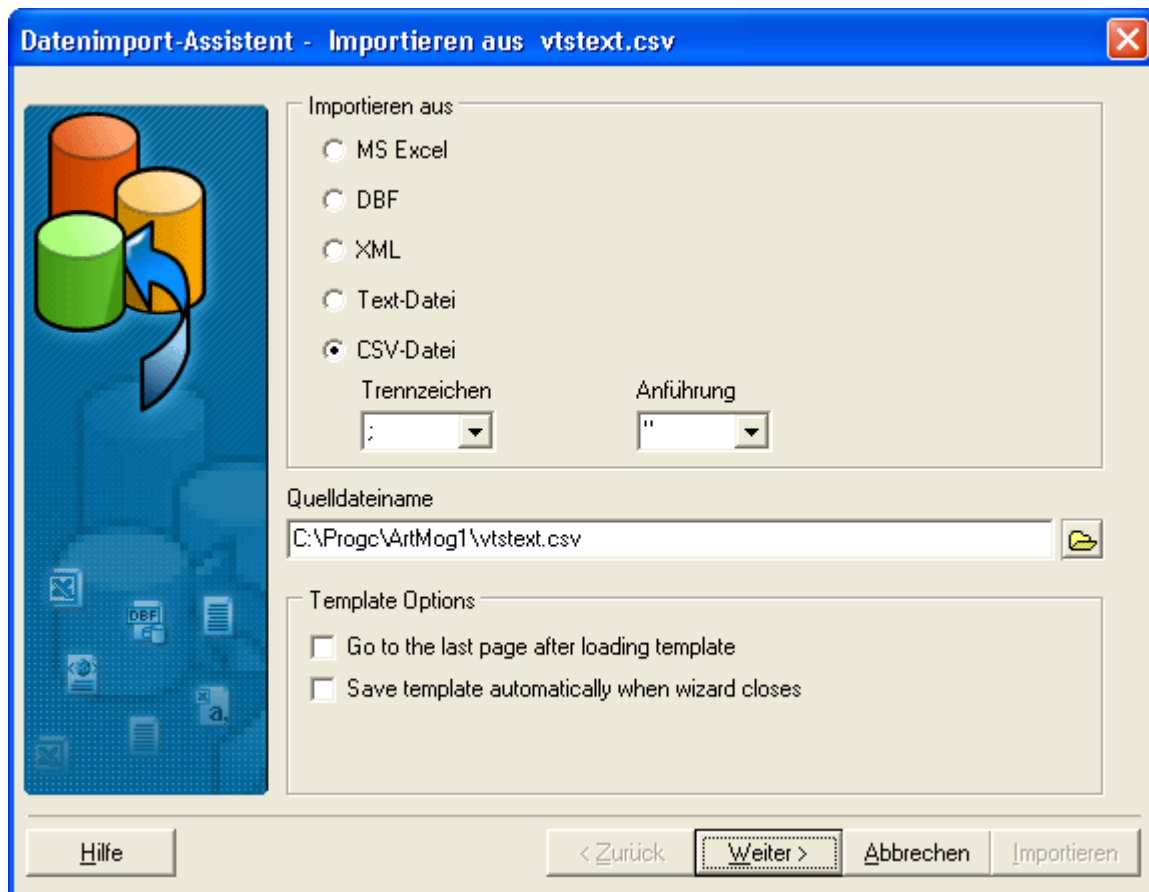 Datenimport-Assistent - Importieren aus vtstext.csv
Importieren aus
MS Excel
DBF
XML
Text-Datei
CSV-Datei
Trennzeichen Anführung
; "
Quelldateiname
C:\Progc\ArtMog1\vtstext.csv
DBF
a,
Template Options
Go to the last page after loading template
Save template automatically when wizard closes
Hilfe < Zurück Weiter > Abbrechen Importieren